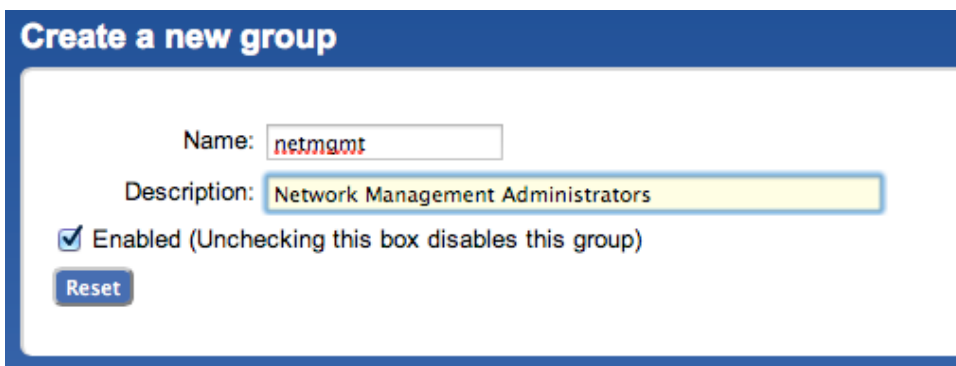 Create a new group
Name: netmgmt
Description: Network Management Administrators
Enabled (Unchecking this box disables this group)
Reset